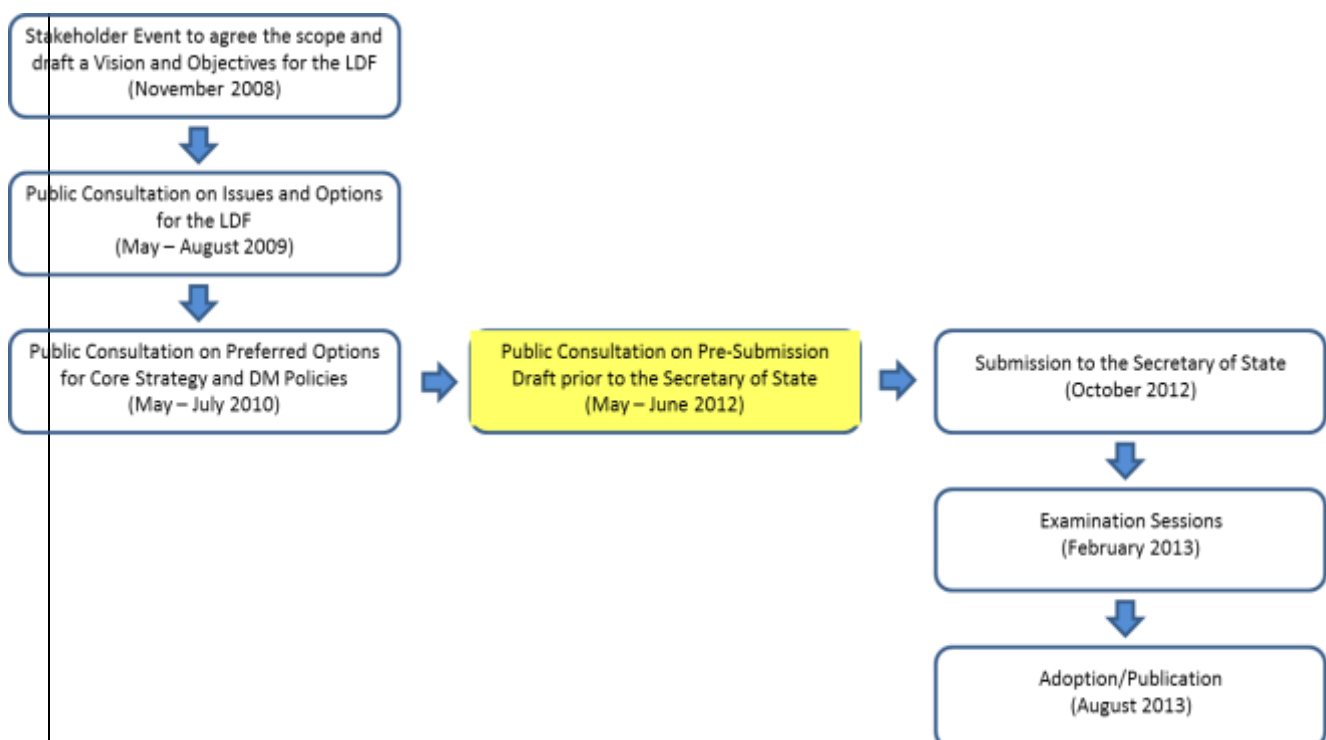 Stakeholder Event to agree the scope and
draft a Vision and Objectives for the LDF
(November 2008)
Public Consultation on Issues and Options
for the LDF
(May – August 2009)
Public Consultation on Preferred Options
for Core Strategy and DM Policies
(May – July 2010)
Public Consultation on Pre-Submission
Draft prior to the Secretary of State
(May – June 2012)
Submission to the Secretary of State
(October 2012)
Examination Sessions
(February 2013)
Adoption/Publication
(August 2013)